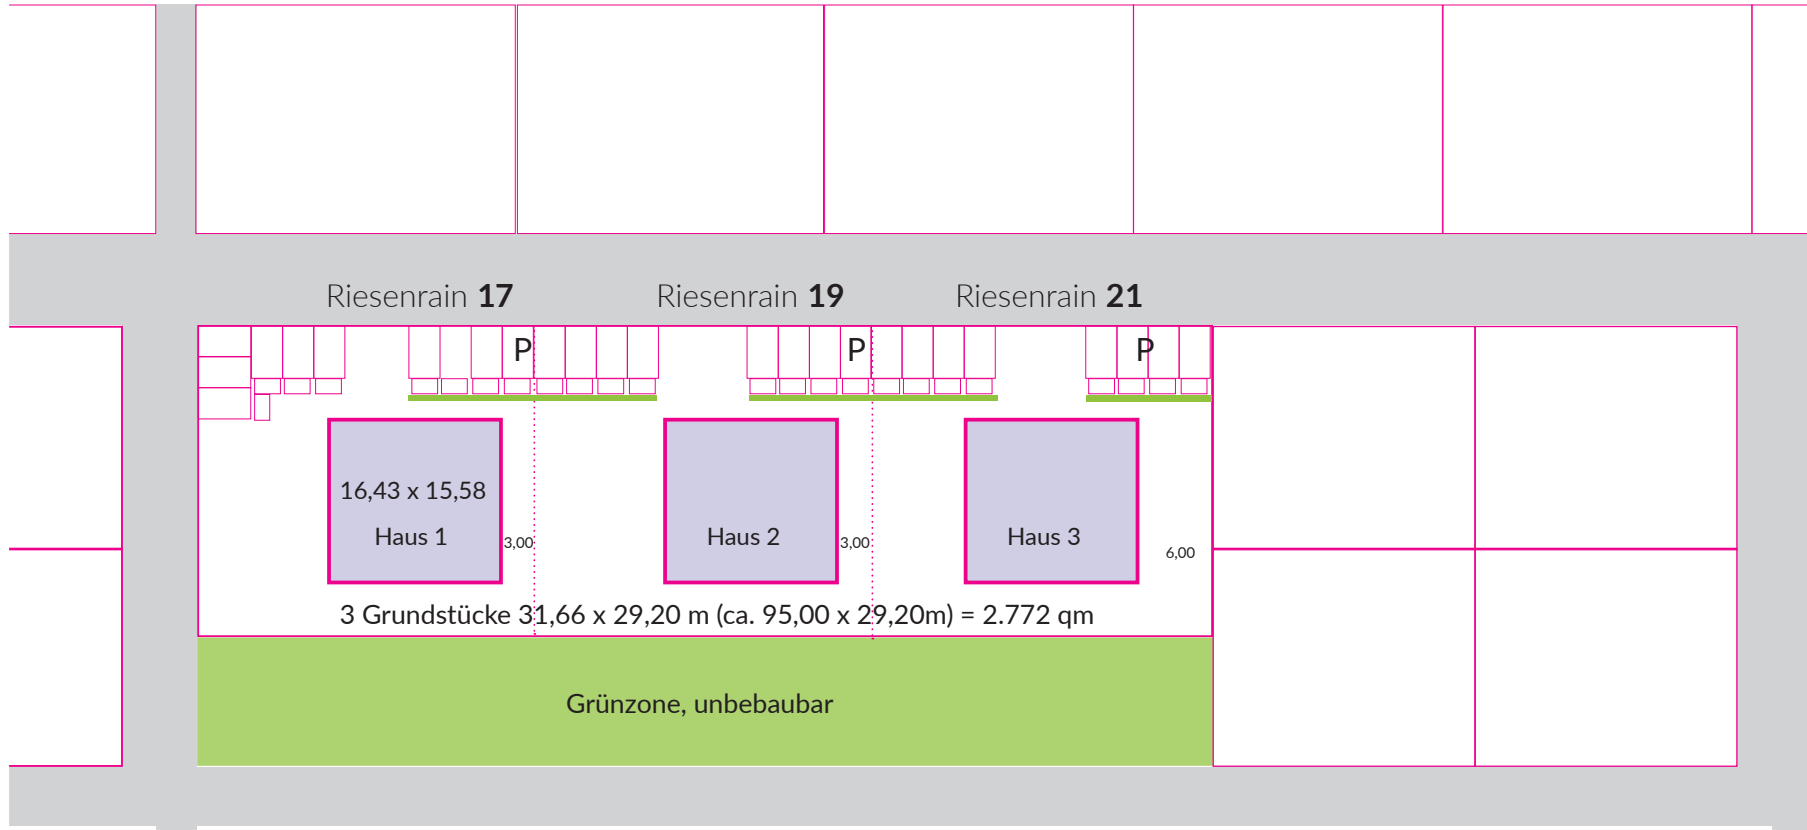 Riesenrain 17
Riesenrain 19
Riesenrain 21
P
P
P
16,43 x 15,58
Haus 1
3,00
Haus 2
3,00
Haus 3
6,00
3 Grundstücke 31,66 x 29,20 m (ca. 95,00 x 29,20m) = 2.772 qm
Grünzone, unbebaubar